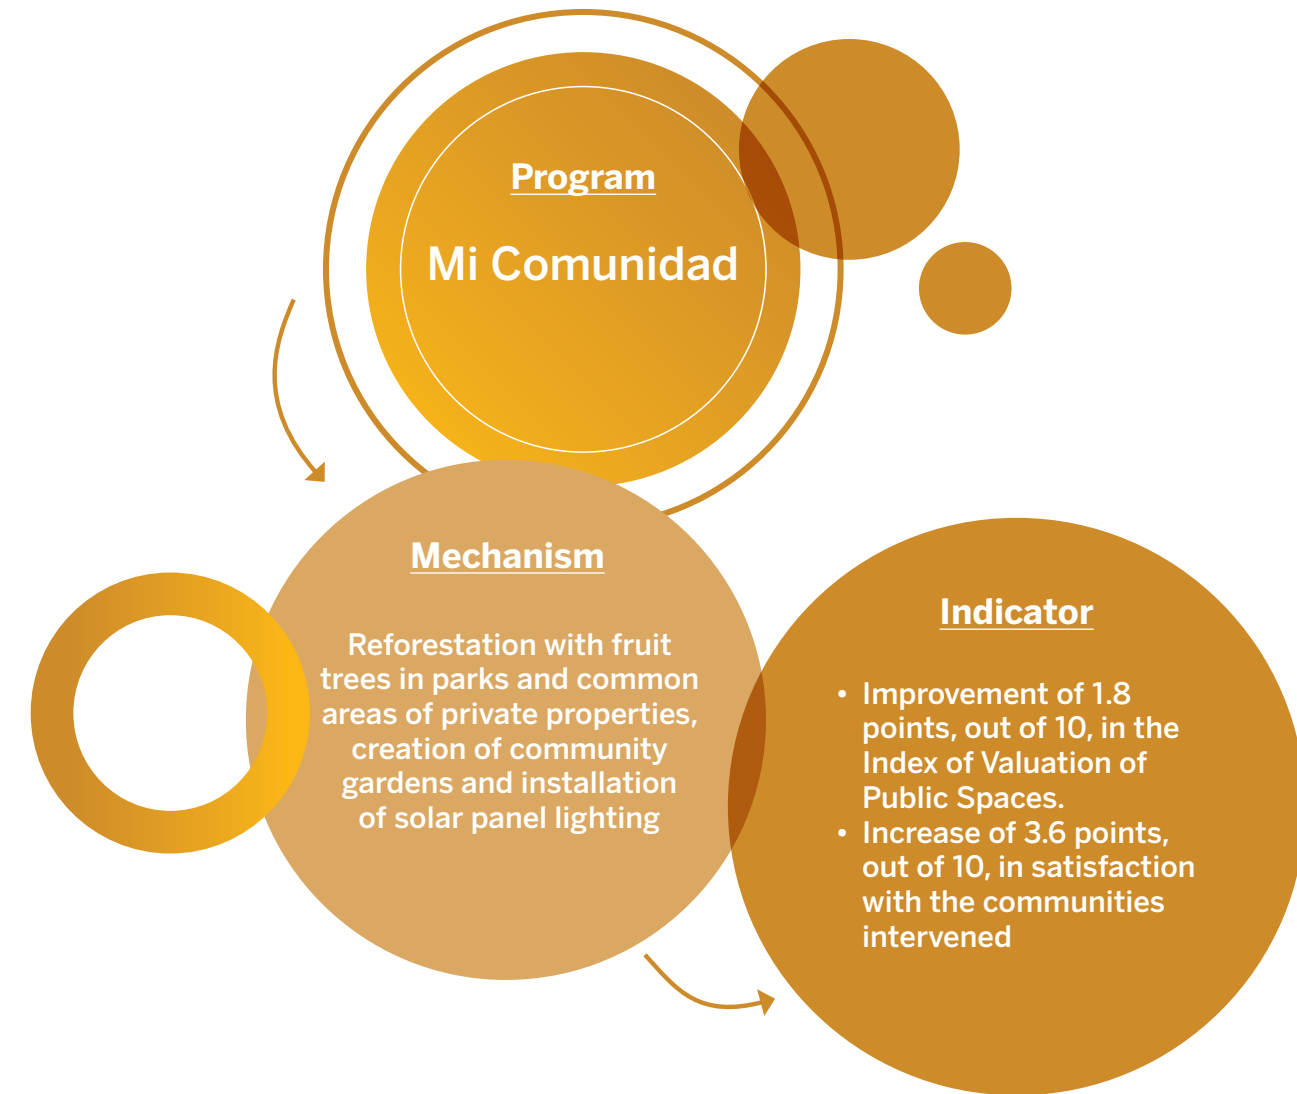 Program
Mi Comunidad
Mechanism
Reforestation with fruit
trees in parks and common
areas of private properties,
creation of community
gardens and installation
of solar panel lighting
Indicator
• Improvement of 1.8
points, out of 10, in the
Index of Valuation of
Public Spaces.
• Increase of 3.6 points,
out of 10, in satisfaction
with the communities
intervened